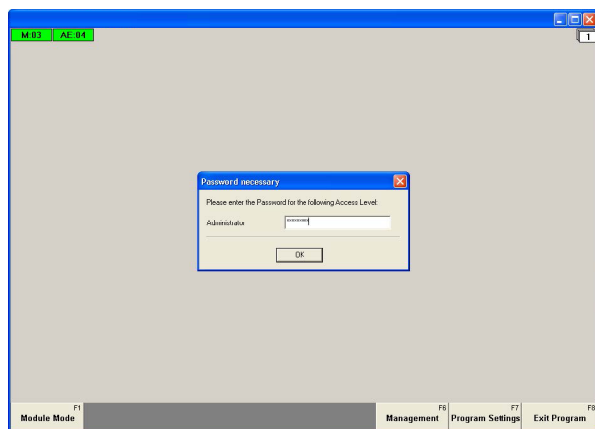 M:03 AE:04
1
Password necessary
Please enter the Password for the following Access Level:
Administrator
OK
F1
Module Mode
F6
Management
F7
Program Settings
F8
Exit Program